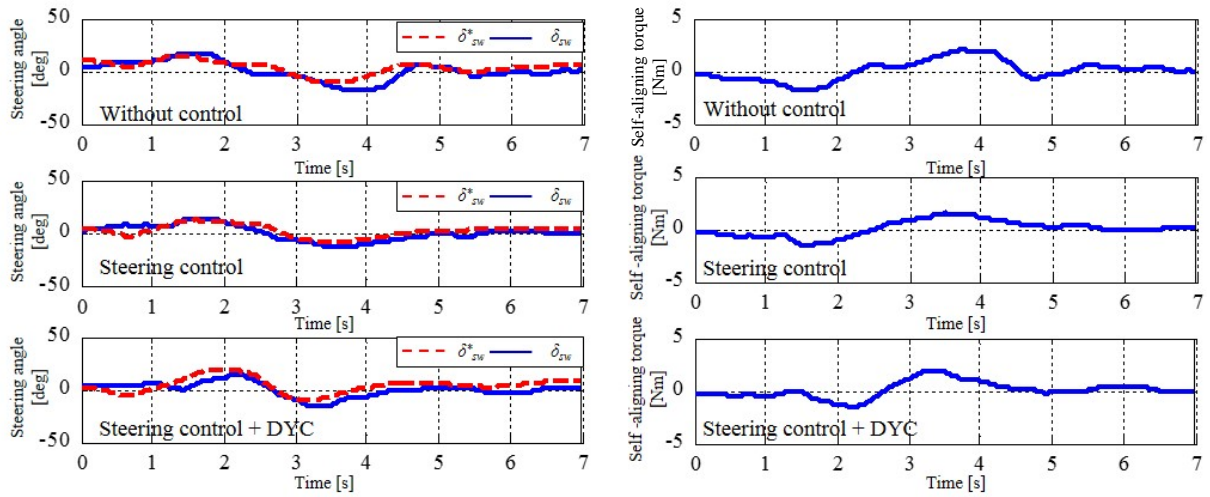 Steering angle
[deg]
50
0
-50
δ*sw δsw
Without control
0 1 2 3 4 5 6 7
Time [s]
Steering angle
[deg]
50
0
-50
δ*sw δsw
Steering control
0 1 2 3 4 5 6 7
Time [s]
Steering angle
[deg]
50
0
-50
δ*sw δsw
Steering control + DYC
0 1 2 3 4 5 6 7
Time [s]
Self-aligning torque
[Nm]
5
0
-5
Without control
0 1 2 3 4 5 6 7
Time [s]
Self -aligning torque
[Nm]
5
0
-5
Steering control
0 1 2 3 4 5 6 7
Time [s]
Self -aligning torque
[Nm]
5
0
-5
Steering control + DYC
0 1 2 3 4 5 6 7
Time [s]